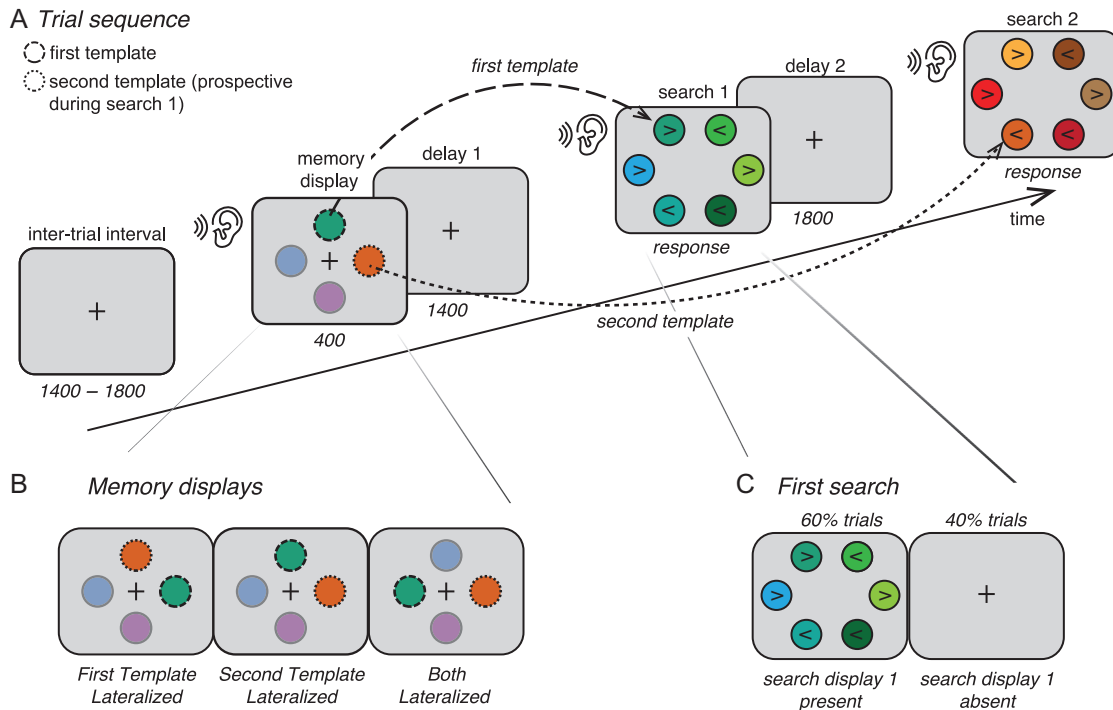 A Trial sequence
first template
second template (prospective
during search 1)
first template
search 2
> <
> >
< <
response
search 1
> <
> >
< <
response
delay 2
+
1800
time
memory
display
+
400
delay 1
+
1400
second template
inter-trial interval
+
1400 – 1800
B Memory displays
+ + +
First Template
Lateralized
Second Template
Lateralized
Both
Lateralized
C First search
60% trials
40% trials
> <
> >
< <
+
search display 1
present
search display 1
absent